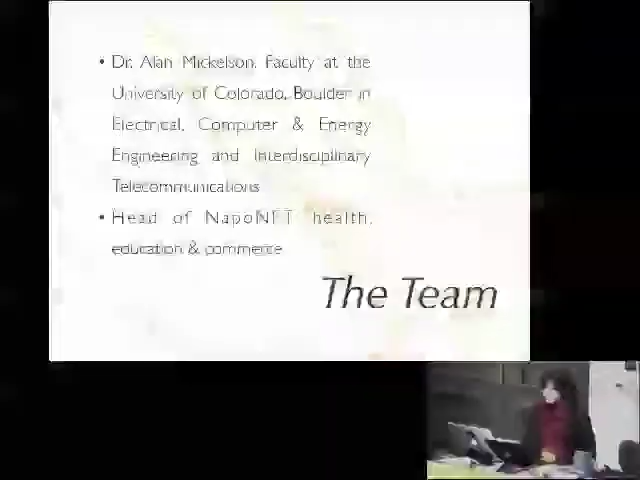 • Dr. Alan Mickelson, Faculty at the
University of Colorado, Boulder in
Electrical, Computer & Energy
Engineering and Interdisciplinary
Telecommunications
• Head of NapoNET health,
education & commerce
The Team